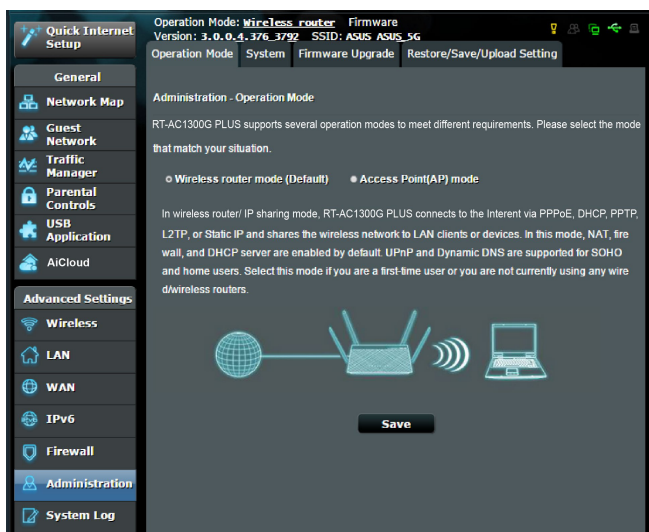 Quick Internet
Setup
General
Network Map
Guest
Network
Traffic
Manager
Parental
Controls
USB
Application
AiCloud
Advanced Settings
Wireless
LAN
WAN
IPv6
Firewall
Administration
System Log
Operation Mode: Wireless router Firmware
Version: 3.0.0.4.376_3792 SSID: ASUS ASUS_5G
Operation Mode System Firmware Upgrade Restore/Save/Upload Setting
Administration - Operation Mode
RT-AC1300G PLUS supports several operation modes to meet different requirements. Please select the mode
that match your situation.
Wireless router mode (Default) Access Point(AP) mode
In wireless router/ IP sharing mode, RT-AC1300G PLUS connects to the Interent via PPPoE, DHCP, PPTP,
L2TP, or Static IP and shares the wireless network to LAN clients or devices. In this mode, NAT, fire
wall, and DHCP server are enabled by default. UPnP and Dynamic DNS are supported for SOHO
and home users. Select this mode if you are a first-time user or you are not currently using any wire
d/wireless routers.
Save